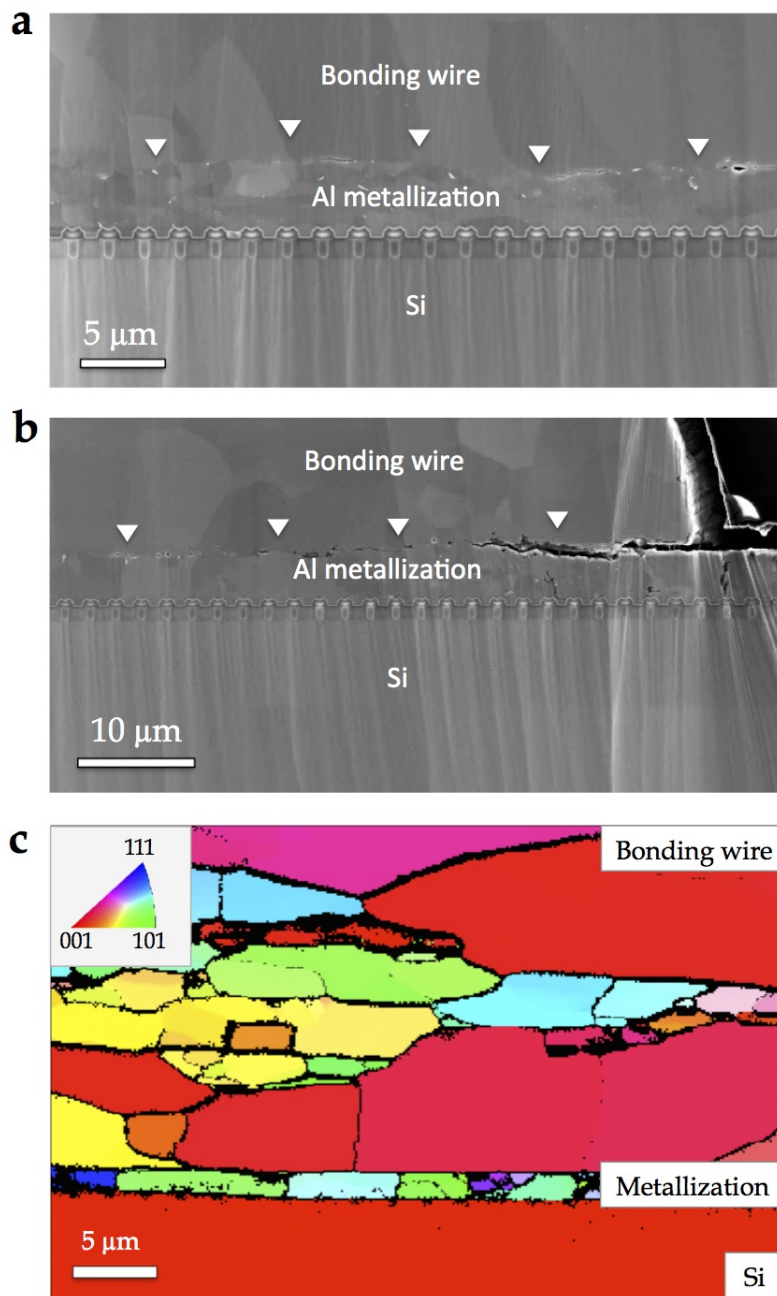 a
Bonding wire
Al metallization
Si
5 µm
b
Bonding wire
Al metallization
Si
10 µm
c
111
001 101
Bonding wire
Metallization
5 µm
Si